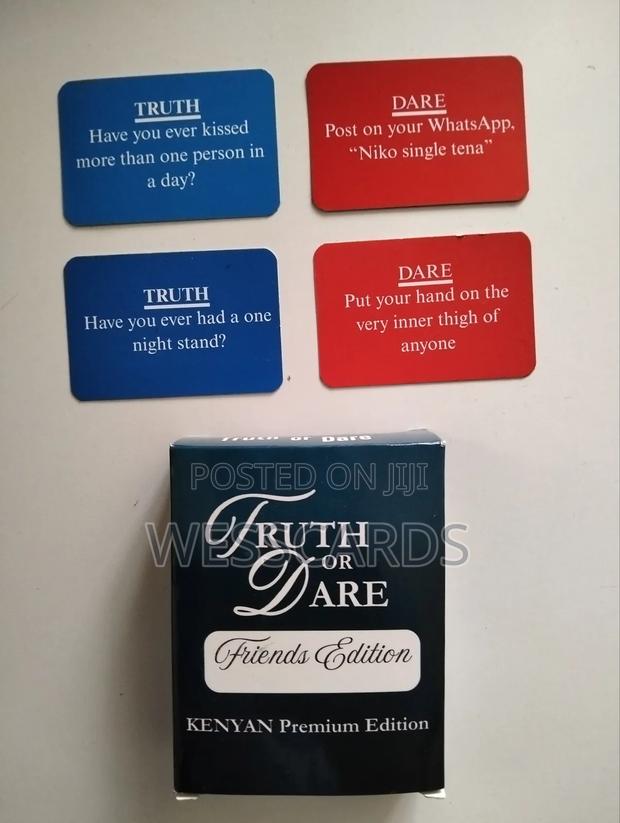 TRUTH
Have you ever kissed
more than one person in
a day?
DARE
Post on your WhatsApp,
“Niko single tena”
TRUTH
Have you ever had a one
night stand?
DARE
Put your hand on the
very inner thigh of
anyone
Truth or Dare
POSTED ON JIJI
WESSCARDS
TRUTH
OR
DARE
Friends Edition
KENYAN Premium Edition